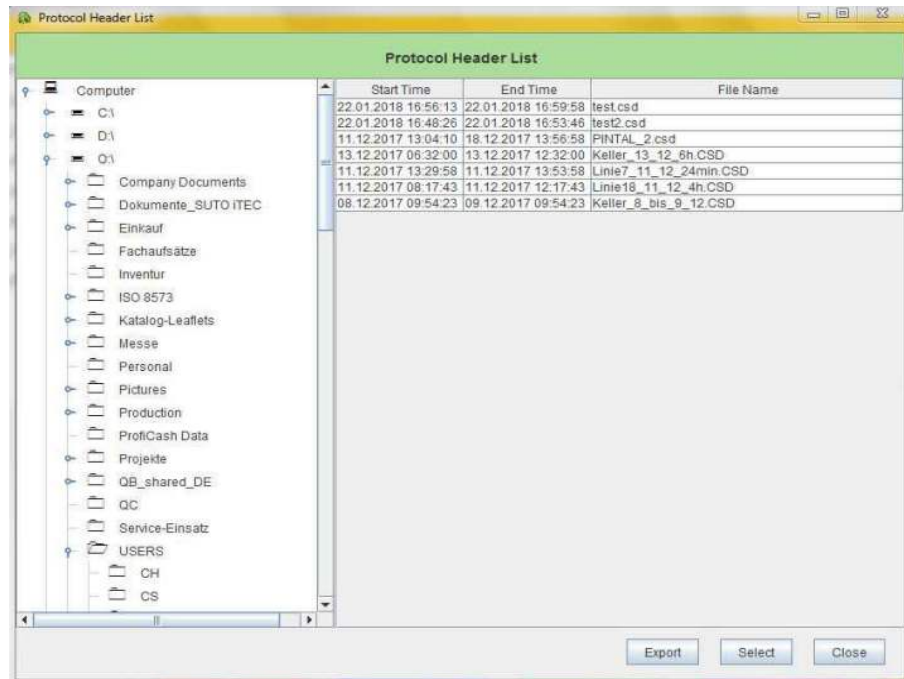 Protocol Header List
Protocol Header List
Computer
C:\
D:\
O:\
Company Documents
Dokumente_SUTO iTEC
Einkauf
Fachaufsätze
Inventur
ISO 8573
Katalog-Leaflets
Messe
Personal
Pictures
Production
ProfiCash Data
Projekte
QB_shared_DE
QC
Service-Einsatz
USERS
CH
CS
Start Time End Time File Name
22.01.2018 16:56:13 22.01.2018 16:59:58 test.csd
22.01.2018 16:48:26 22.01.2018 16:53:46 test2.csd
11.12.2017 13:04:10 18.12.2017 13:56:58 PINTAL_2.csd
13.12.2017 06:32:00 13.12.2017 12:32:00 Keller_13_12_6h.CSD
11.12.2017 13:29:58 11.12.2017 13:53:58 Linie7_11_12_24min.CSD
11.12.2017 08:17:43 11.12.2017 12:17:43 Linie18_11_12_4h.CSD
08.12.2017 09:54:23 09.12.2017 09:54:23 Keller_8_bis_9_12.CSD
Export Select Close